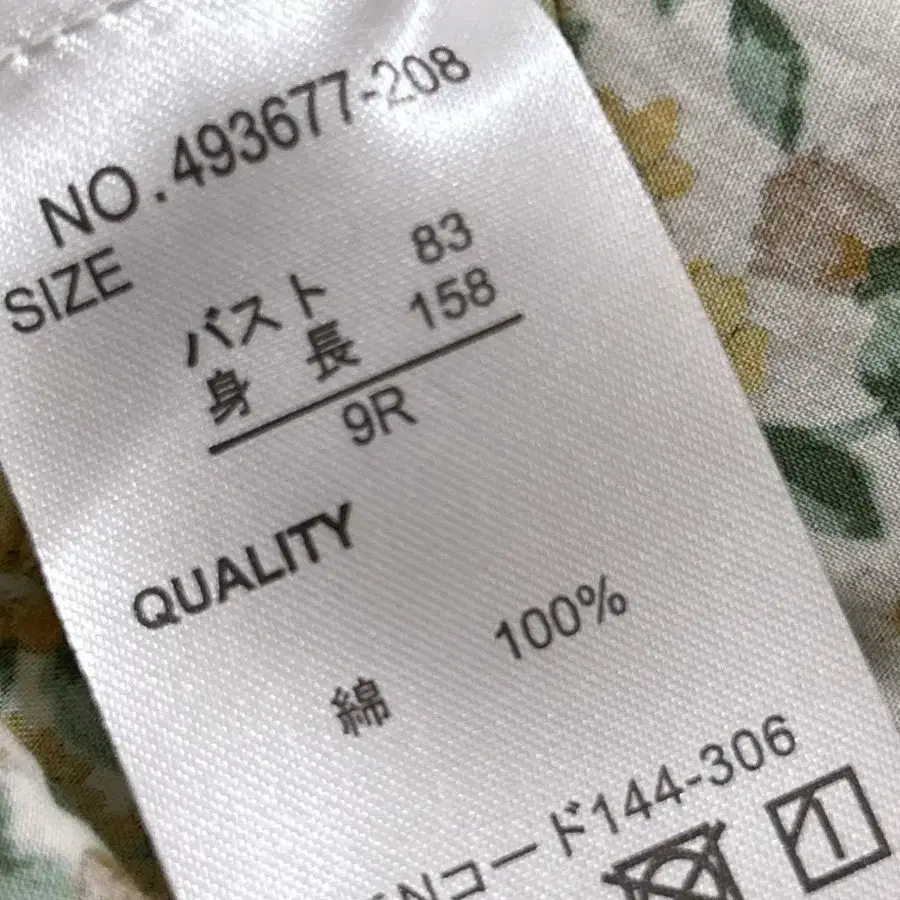 NO.493677-208
SIZE
バスト 83
身 長 158
9R
QUALITY
綿 100%
Nコード144-306